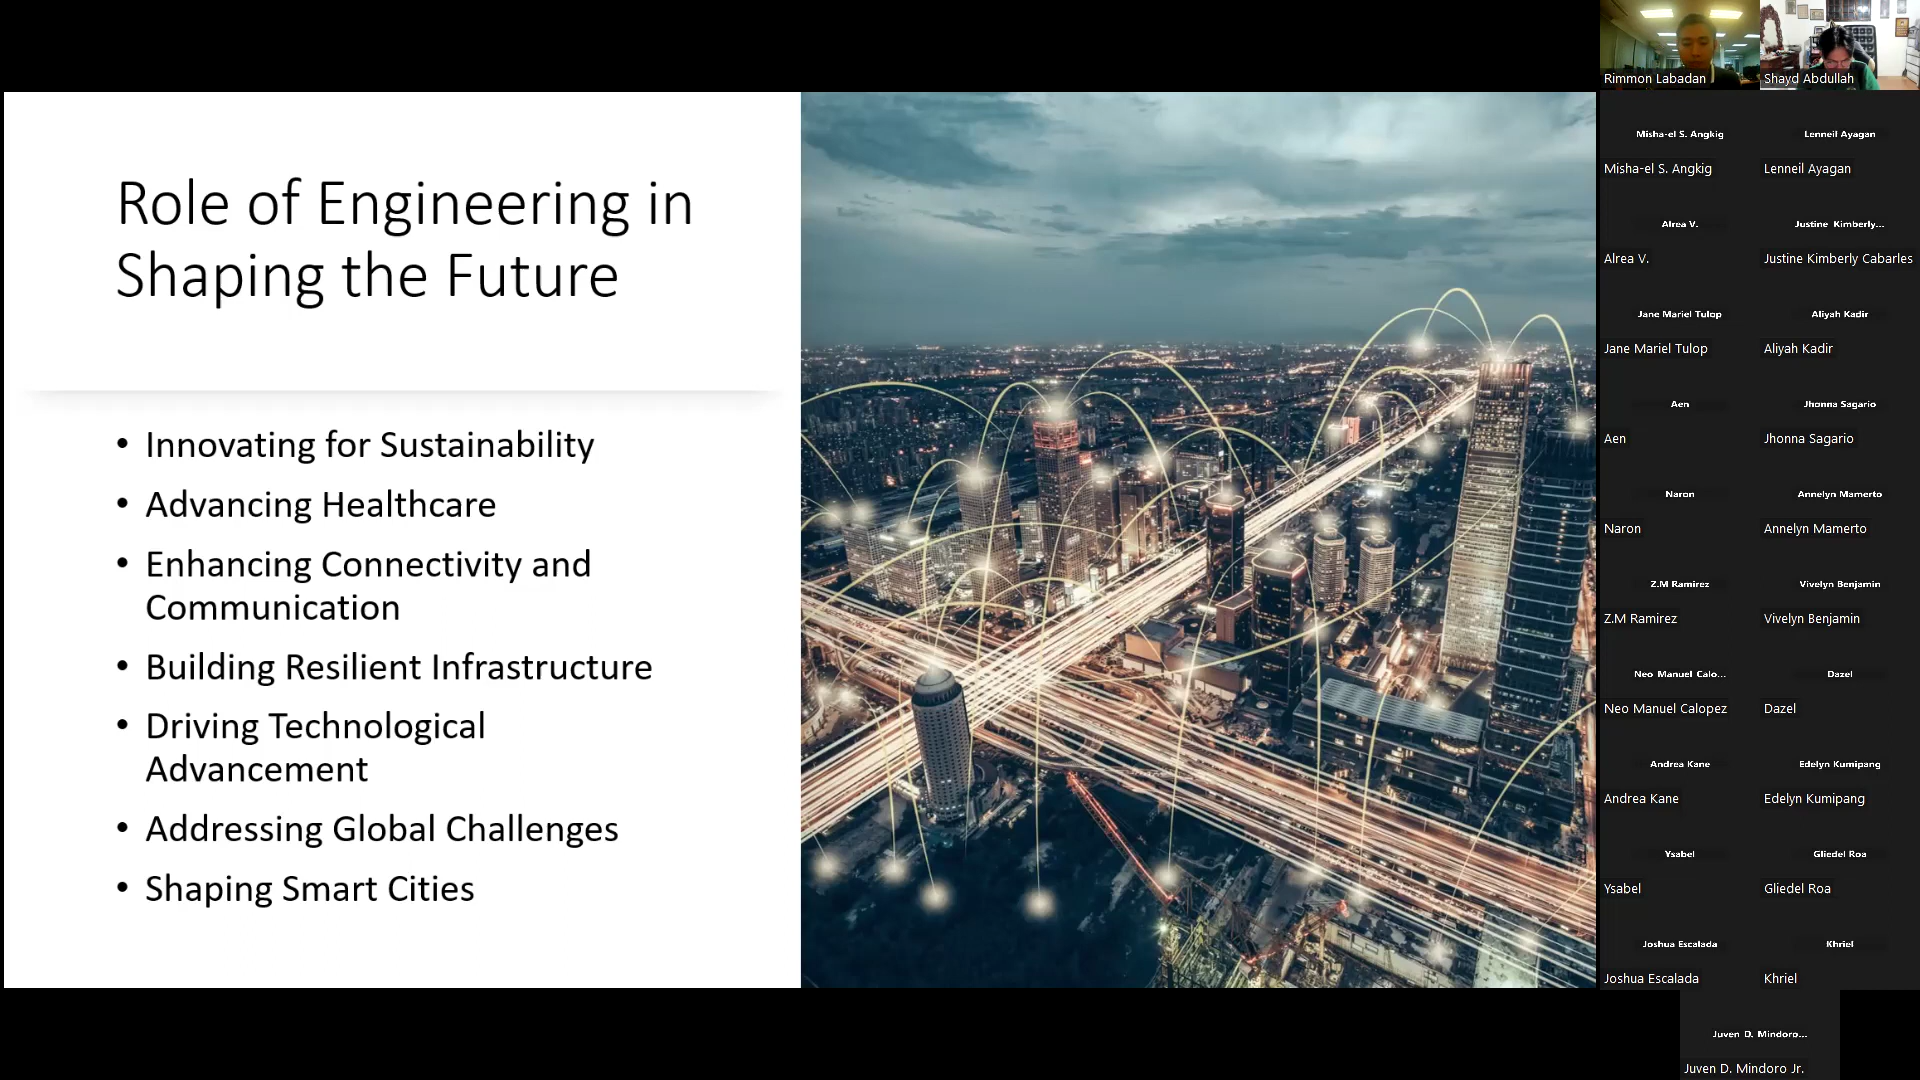 Role of Engineering in
Shaping the Future
• Innovating for Sustainability
• Advancing Healthcare
• Enhancing Connectivity and
Communication
• Building Resilient Infrastructure
• Driving Technological
Advancement
• Addressing Global Challenges
• Shaping Smart Cities
Rimmon Labadan
Shayd Abdullah
Misha-el S. Angkig
Misha-el S. Angkig
Lenneil Ayagan
Lenneil Ayagan
Alrea V.
Alrea V.
Justine Kimberly...
Justine Kimberly Cabarles
Jane Mariel Tulop
Jane Mariel Tulop
Aliyah Kadir
Aliyah Kadir
Aen
Aen
Jhonna Sagario
Jhonna Sagario
Naron
Naron
Annelyn Mamerto
Annelyn Mamerto
Z.M Ramirez
Z.M Ramirez
Vivelyn Benjamin
Vivelyn Benjamin
Neo Manuel Calo...
Neo Manuel Calopez
Dazel
Dazel
Andrea Kane
Andrea Kane
Edelyn Kumipang
Edelyn Kumipang
Ysabel
Ysabel
Gliedel Roa
Gliedel Roa
Joshua Escalada
Joshua Escalada
Khriel
Khriel
Juven D. Mindoro...
Juven D. Mindoro Jr.